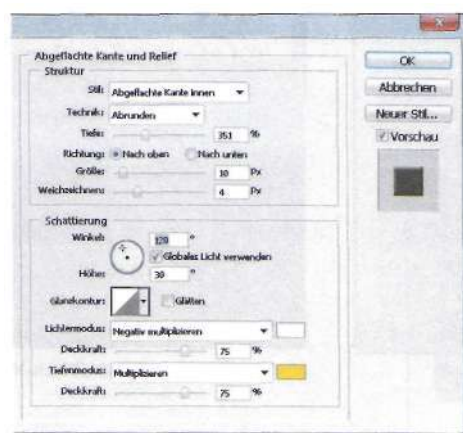 Abgeflachte Kante und Relief
Struktur
Stil: Abgeflachte Kante innen
Technik: Abrunden
Tiefe: 351 %
Richtung: Nach oben Nach unten
Größe: 10 Px
Weichzeichnen: 4 Px
Schattierung
Winkel: 120 °
Globales Licht verwenden
Höhe: 30 °
Glanzkontur: Glätten
Lichtermodus: Negativ multiplizieren
Deckkraft: 75 %
Tiefenmodus: Multiplizieren
Deckkraft: 75 %
OK
Abbrechen
Neuer Stil...
Vorschau